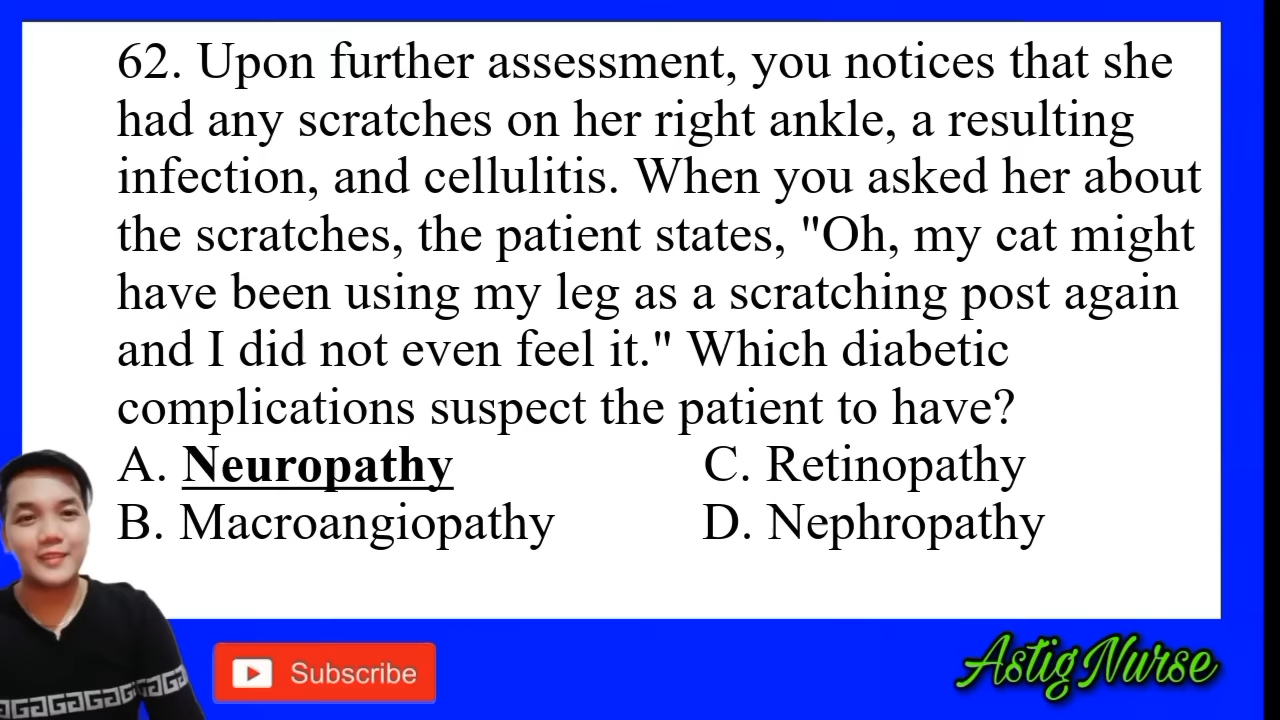 62. Upon further assessment, you notices that she
had any scratches on her right ankle, a resulting
infection, and cellulitis. When you asked her about
the scratches, the patient states, "Oh, my cat might
have been using my leg as a scratching post again
and I did not even feel it." Which diabetic
complications suspect the patient to have?
A. Neuropathy C. Retinopathy
B. Macroangiopathy D. Nephropathy
Subscribe
Astig Nurse